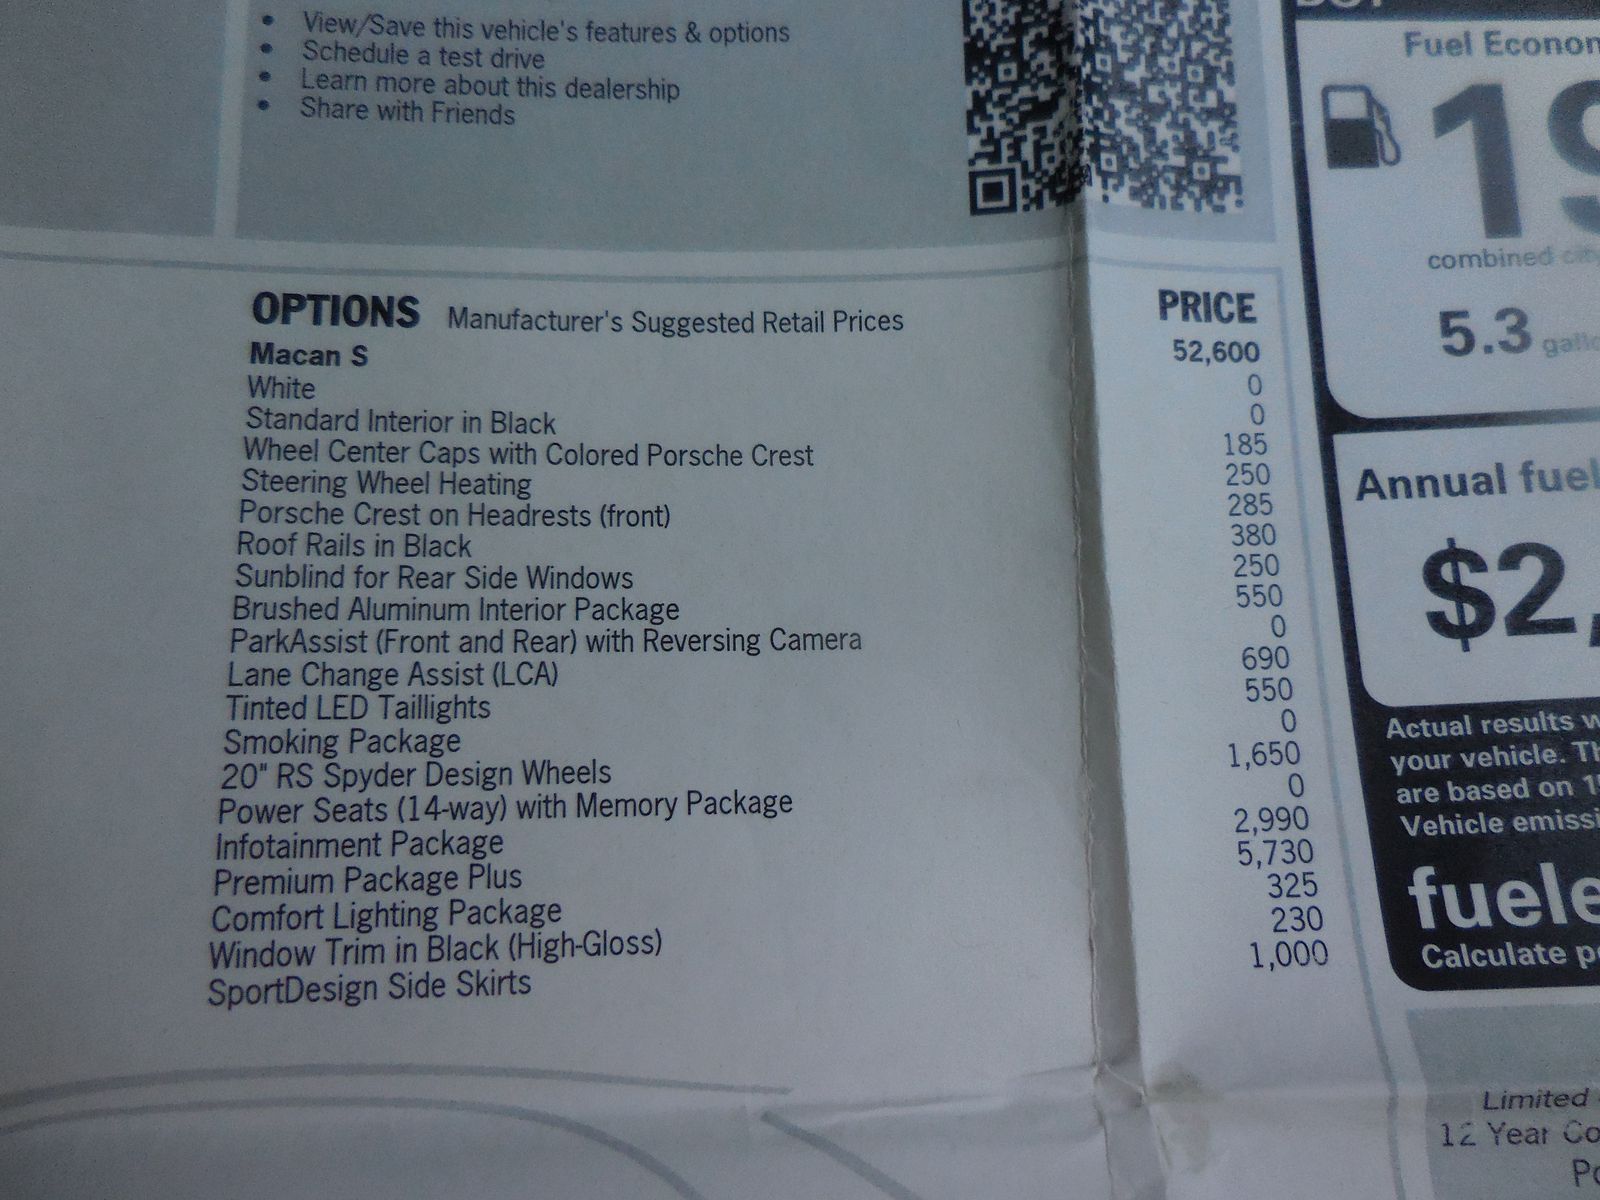 View/Save this vehicle's features & options
Schedule a test drive
Learn more about this dealership
Share with Friends
OPTIONS Manufacturer's Suggested Retail Prices PRICE
Macan S 52,600
White 0
Standard Interior in Black 0
Wheel Center Caps with Colored Porsche Crest 185
Steering Wheel Heating 250
Porsche Crest on Headrests (front) 285
Roof Rails in Black 380
Sunblind for Rear Side Windows 250
Brushed Aluminum Interior Package 550
ParkAssist (Front and Rear) with Reversing Camera 0
Lane Change Assist (LCA) 690
Tinted LED Taillights 550
Smoking Package 0
20" RS Spyder Design Wheels 1,650
Power Seats (14-way) with Memory Package 0
Infotainment Package 2,990
Premium Package Plus 5,730
Comfort Lighting Package 325
Window Trim in Black (High-Gloss) 230
SportDesign Side Skirts 1,000
Fuel
19
combined
5.3
Annual fuel
$2,
Actual results
your vehicle.
are based on
Vehicle
fuele
Calculate
Limited
12 Year